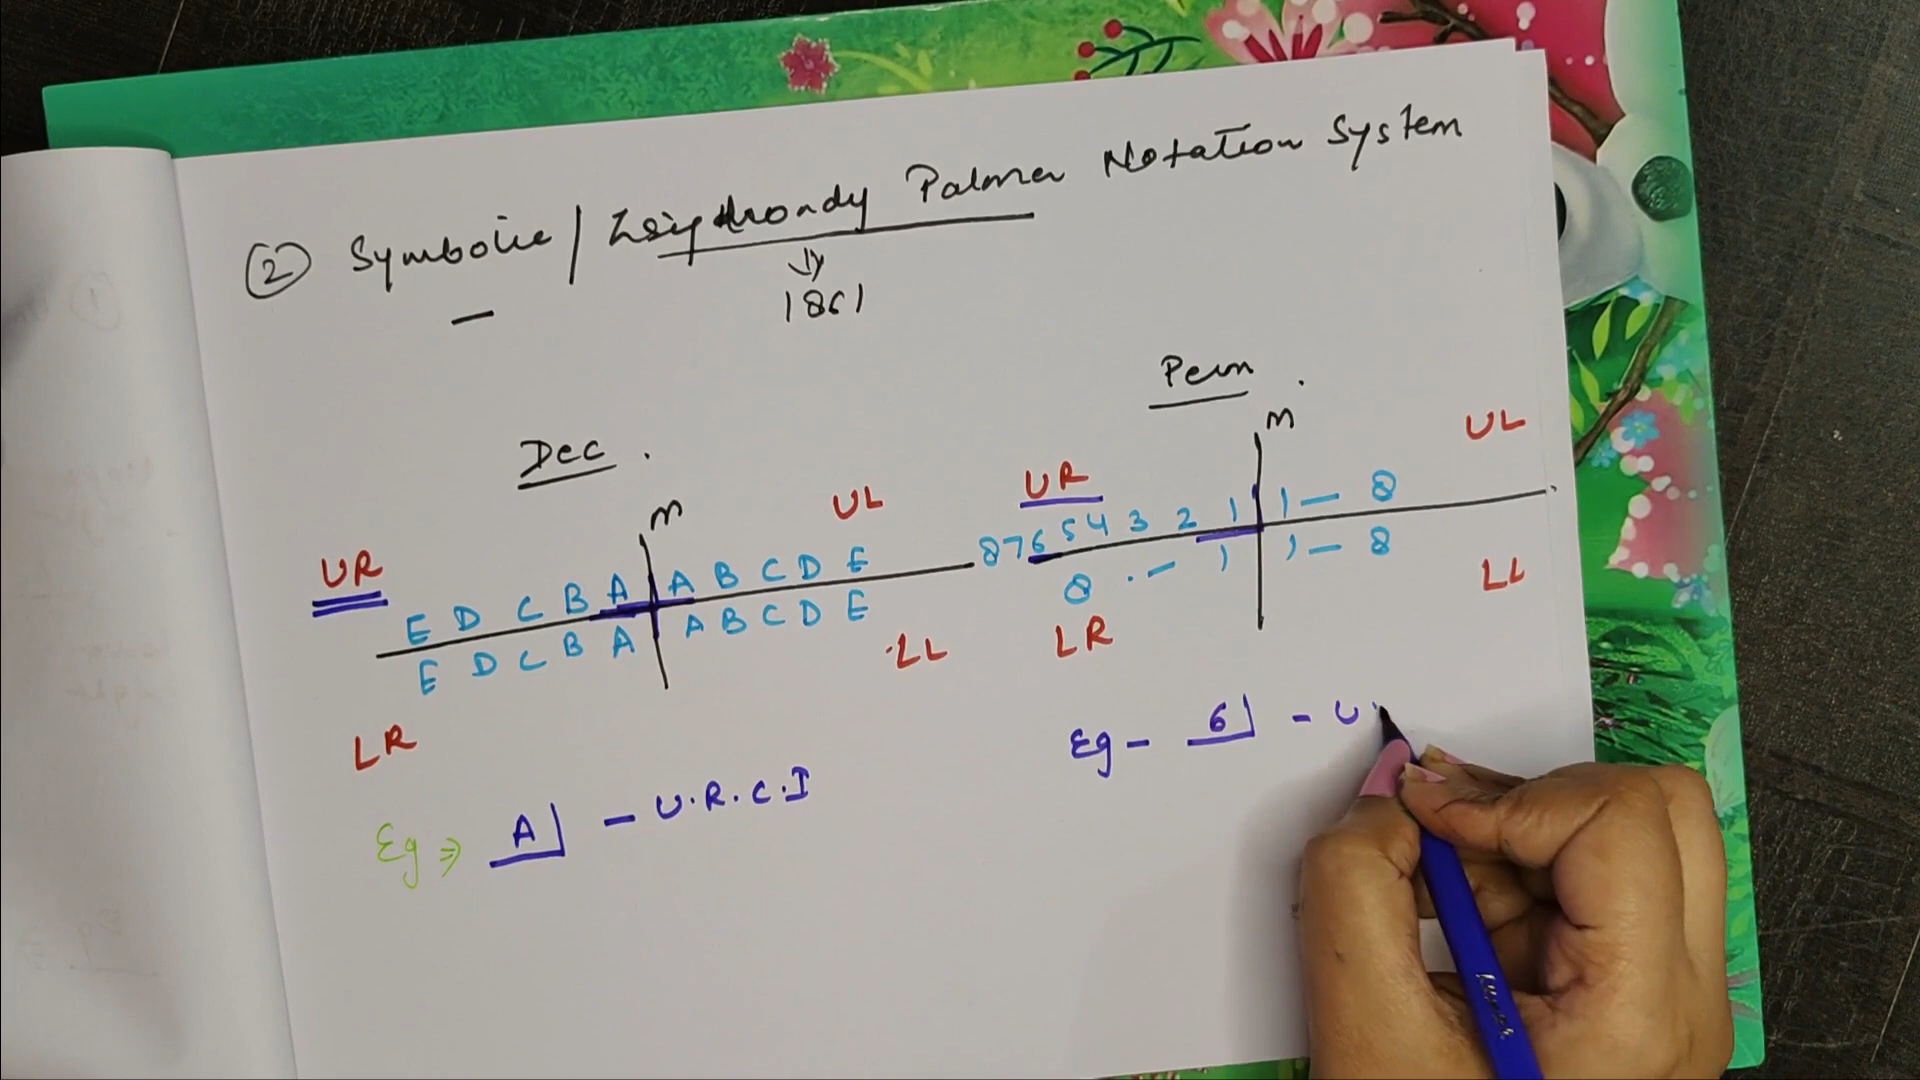 2 Symbolic / Zsigmondy Palmer Notation System
1861
Dec .
m
UR
UL
E D C B A A B C D E
E D C B A A B C D E
LR
LL
Eg ⇒ A - U.R.C.I
Perm .
m
UR
UL
8 7 6 5 4 3 2 1 1 — 8
8 . — 1 1 — 8
LR
LL
Eg - 6 - U